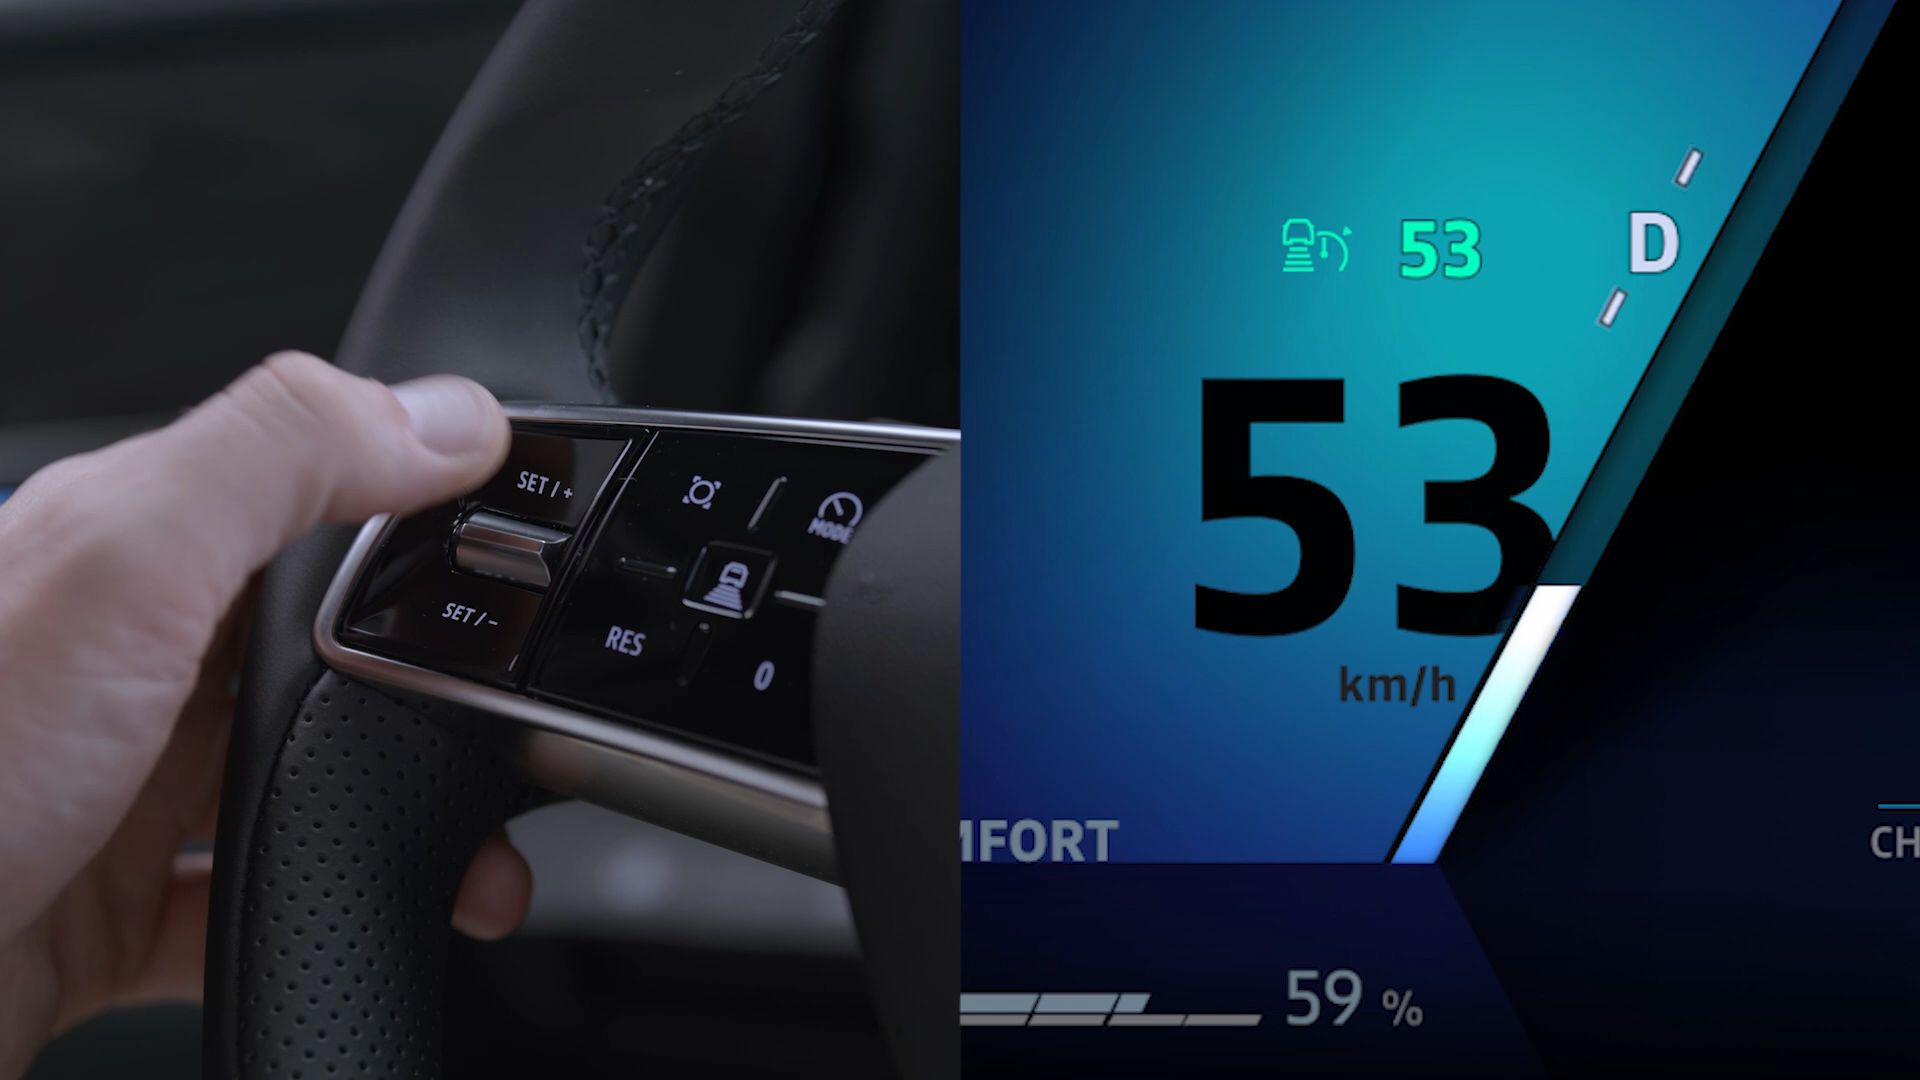 SET / +
MODE
SET / -
RES
0
53
D
53
km/h
MFORT
CH
59 %